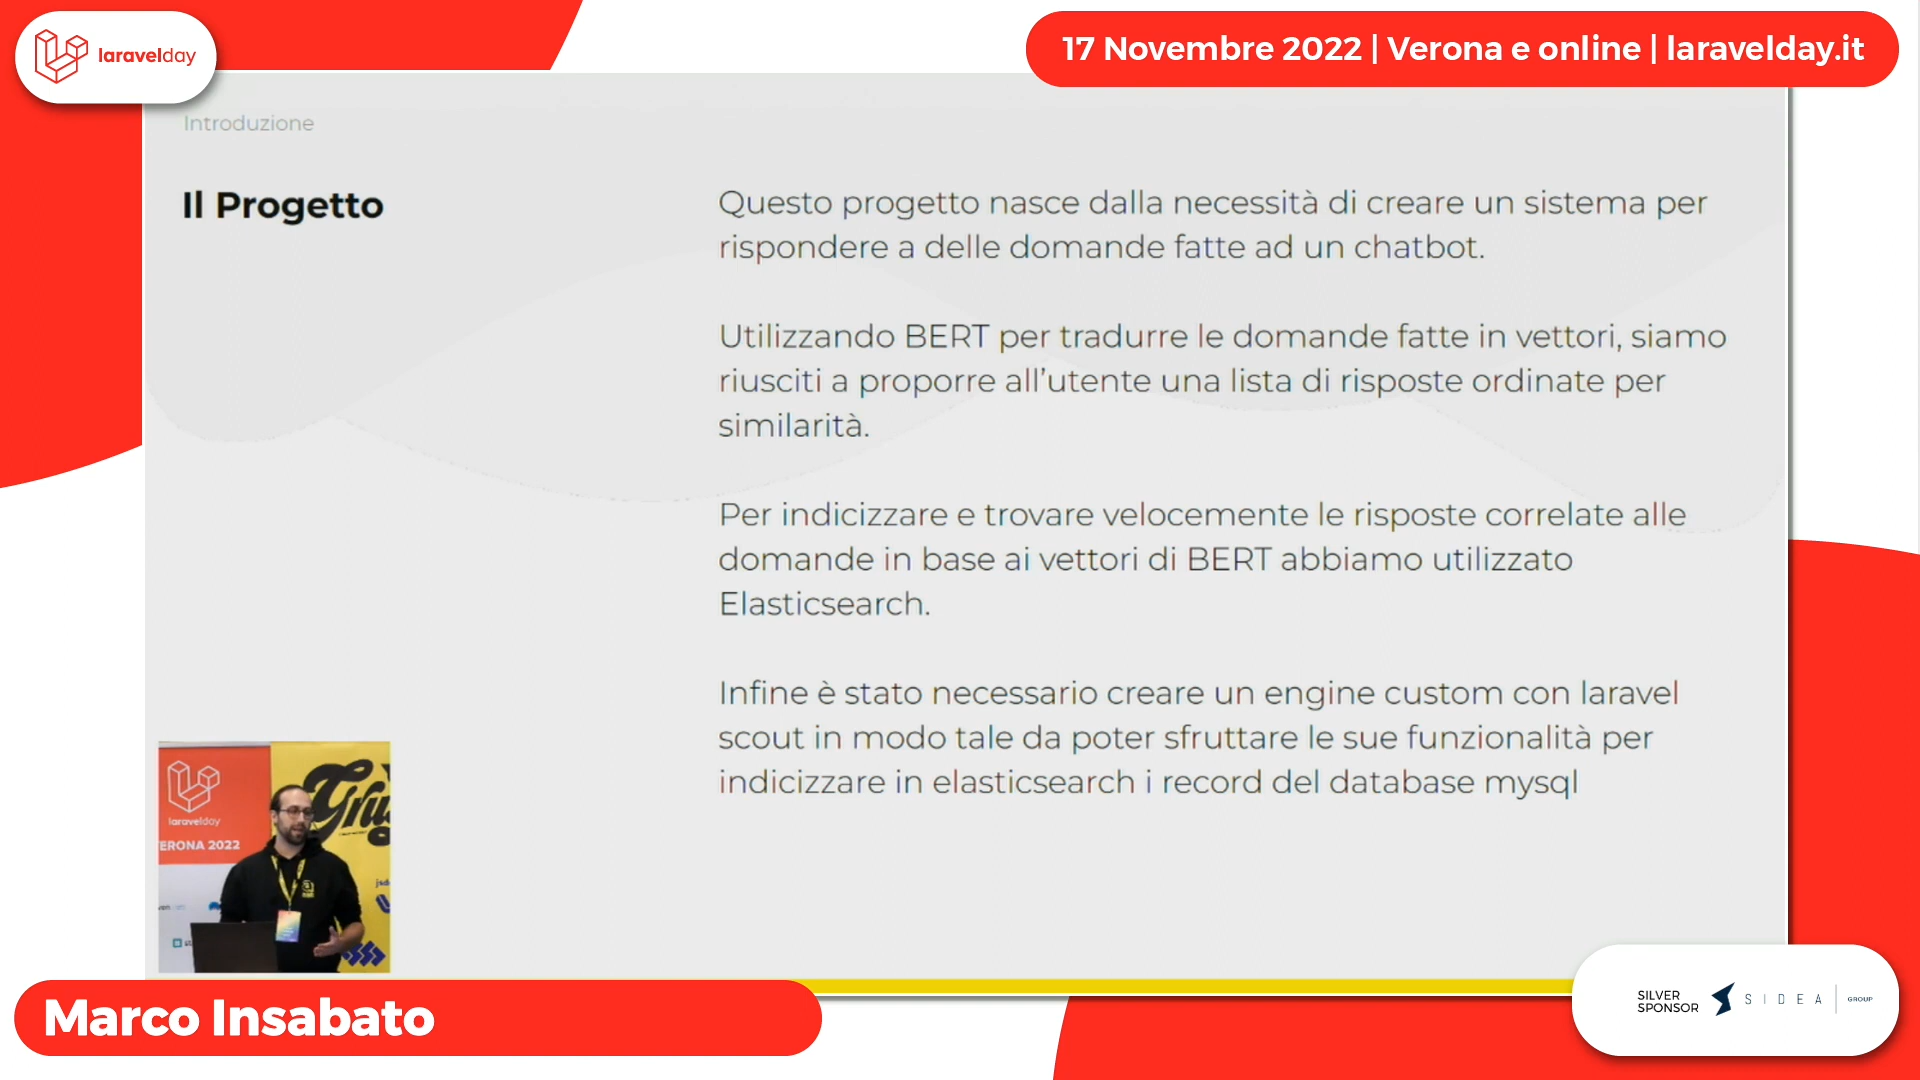 laravelday
17 Novembre 2022 | Verona e online | laravelday.it
Introduzione
Il Progetto
Questo progetto nasce dalla necessità di creare un sistema per
rispondere a delle domande fatte ad un chatbot.
Utilizzando BERT per tradurre le domande fatte in vettori, siamo
riusciti a proporre all’utente una lista di risposte ordinate per
similarità.
Per indicizzare e trovare velocemente le risposte correlate alle
domande in base ai vettori di BERT abbiamo utilizzato
Elasticsearch.
Infine è stato necessario creare un engine custom con laravel
scout in modo tale da poter sfruttare le sue funzionalità per
indicizzare in elasticsearch i record del database mysql
laravelday
ERONA 2022
Marco Insabato
SILVER
SPONSOR
SIDEA
GROUP